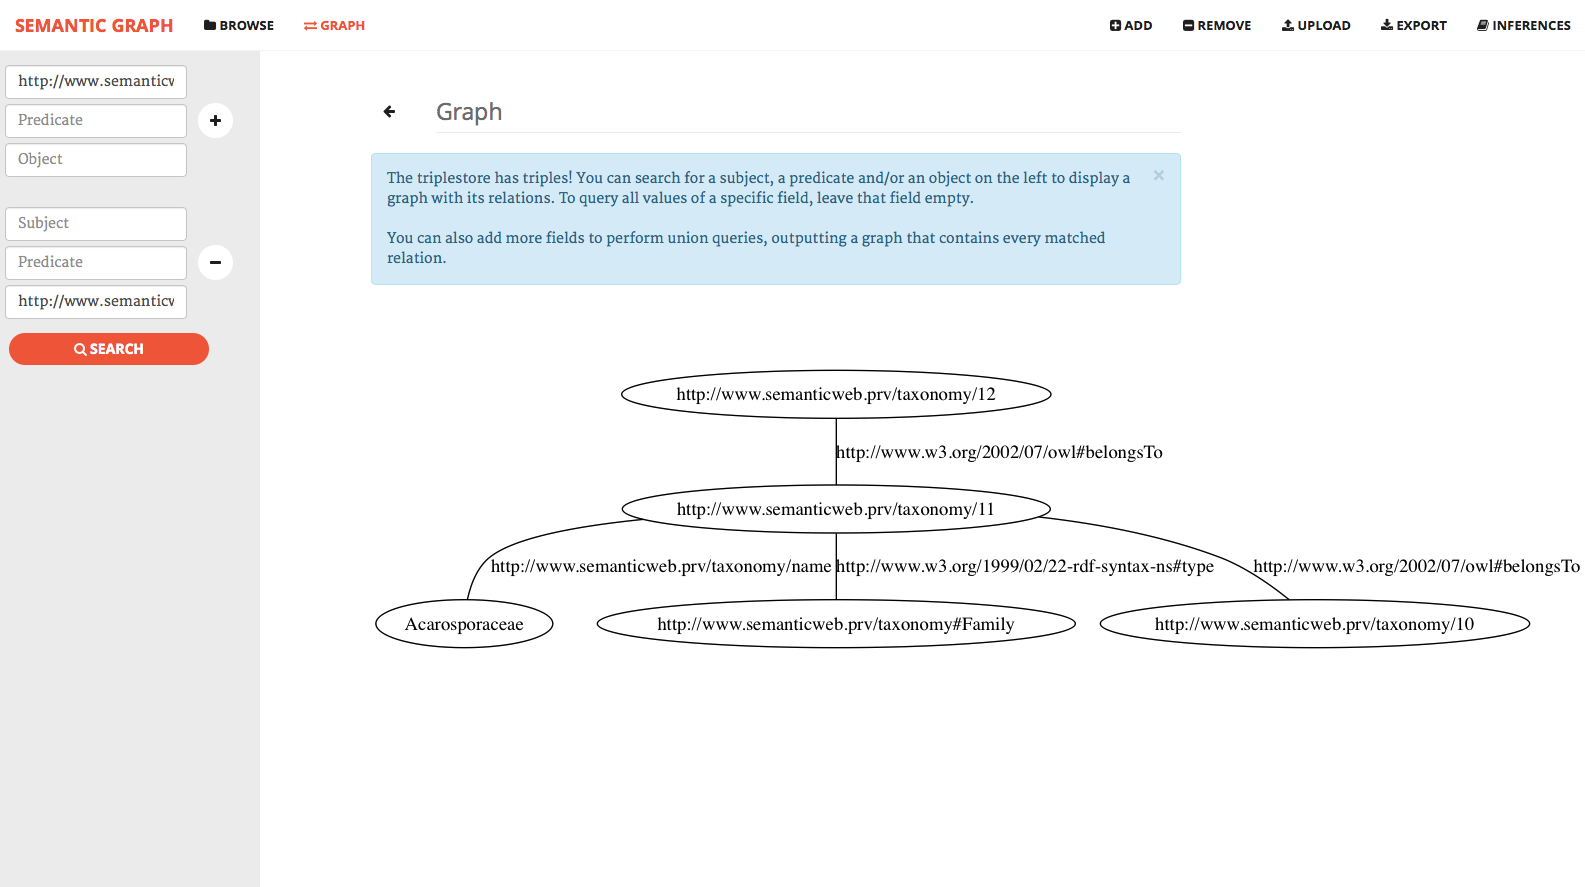 SEMANTIC GRAPH BROWSE GRAPH ADD REMOVE UPLOAD EXPORT INFERENCES
http://www.semanticv
Predicate
Object
Subject
Predicate
http://www.semanticv
SEARCH
Graph
The triplestore has triples! You can search for a subject, a predicate and/or an object on the left to display a
graph with its relations. To query all values of a specific field, leave that field empty.
You can also add more fields to perform union queries, outputting a graph that contains every matched
relation.
http://www.semanticweb.prv/taxonomy/12
http://www.w3.org/2002/07/owl#belongsTo
http://www.semanticweb.prv/taxonomy/11
http://www.semanticweb.prv/taxonomy/name http://www.w3.org/1999/02/22-rdf-syntax-ns#type http://www.w3.org/2002/07/owl#belongsTo
Acarosporaceae http://www.semanticweb.prv/taxonomy#Family http://www.semanticweb.prv/taxonomy/10